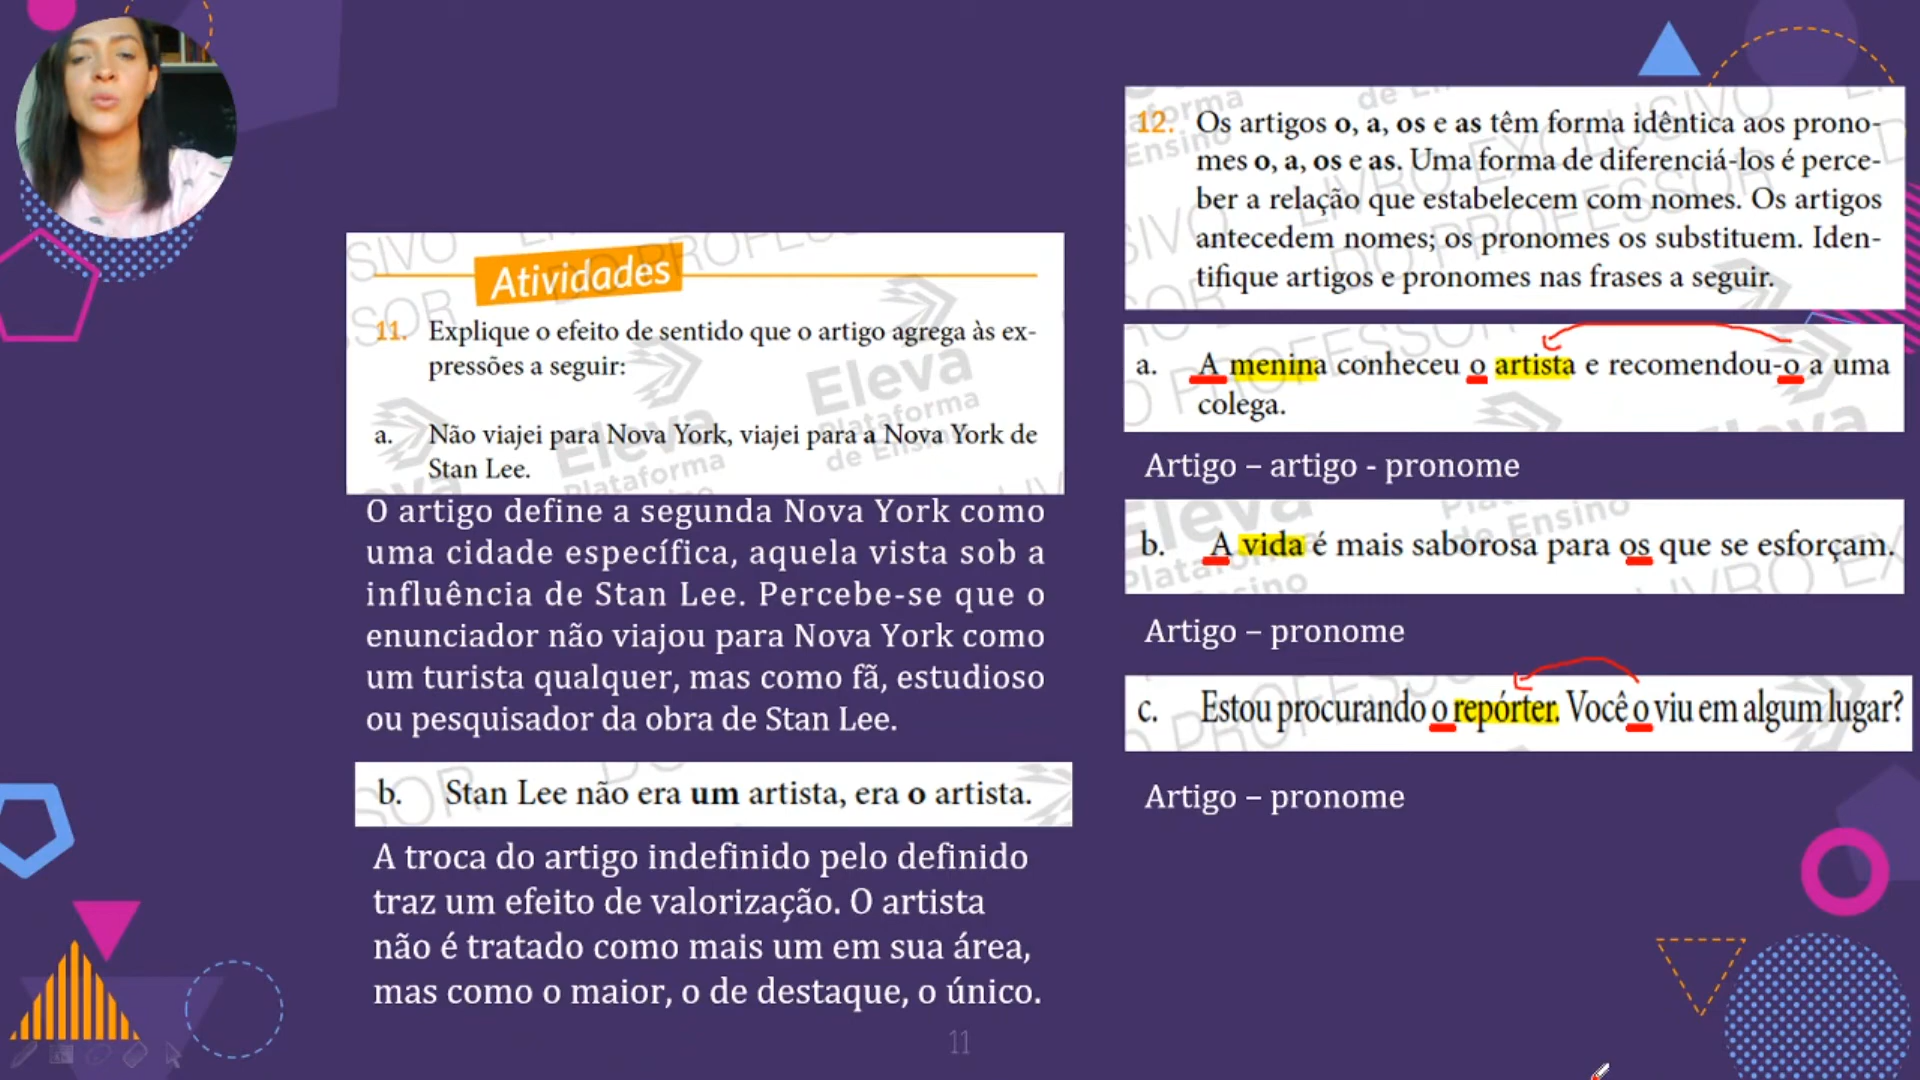 Atividades
11. Explique o efeito de sentido que o artigo agrega às ex-
pressões a seguir:
a. Não viajei para Nova York, viajei para a Nova York de
Stan Lee.
O artigo define a segunda Nova York como
uma cidade específica, aquela vista sob a
influência de Stan Lee. Percebe-se que o
enunciador não viajou para Nova York como
um turista qualquer, mas como fã, estudioso
ou pesquisador da obra de Stan Lee.
b. Stan Lee não era um artista, era o artista.
A troca do artigo indefinido pelo definido
traz um efeito de valorização. O artista
não é tratado como mais um em sua área,
mas como o maior, o de destaque, o único.
12. Os artigos o, a, os e as têm forma idêntica aos prono-
mes o, a, os e as. Uma forma de diferenciá-los é perce-
ber a relação que estabelecem com nomes. Os artigos
antecedem nomes; os pronomes os substituem. Iden-
tifique artigos e pronomes nas frases a seguir.
a. A menina conheceu o artista e recomendou-o a uma
colega.
Artigo – artigo - pronome
b. A vida é mais saborosa para os que se esforçam.
Artigo – pronome
c. Estou procurando o repórter. Você o viu em algum lugar?
Artigo – pronome
11
Eleva
Plataforma
de Ensino
LIVRO EXCLUSIVO
DO PROFESSOR